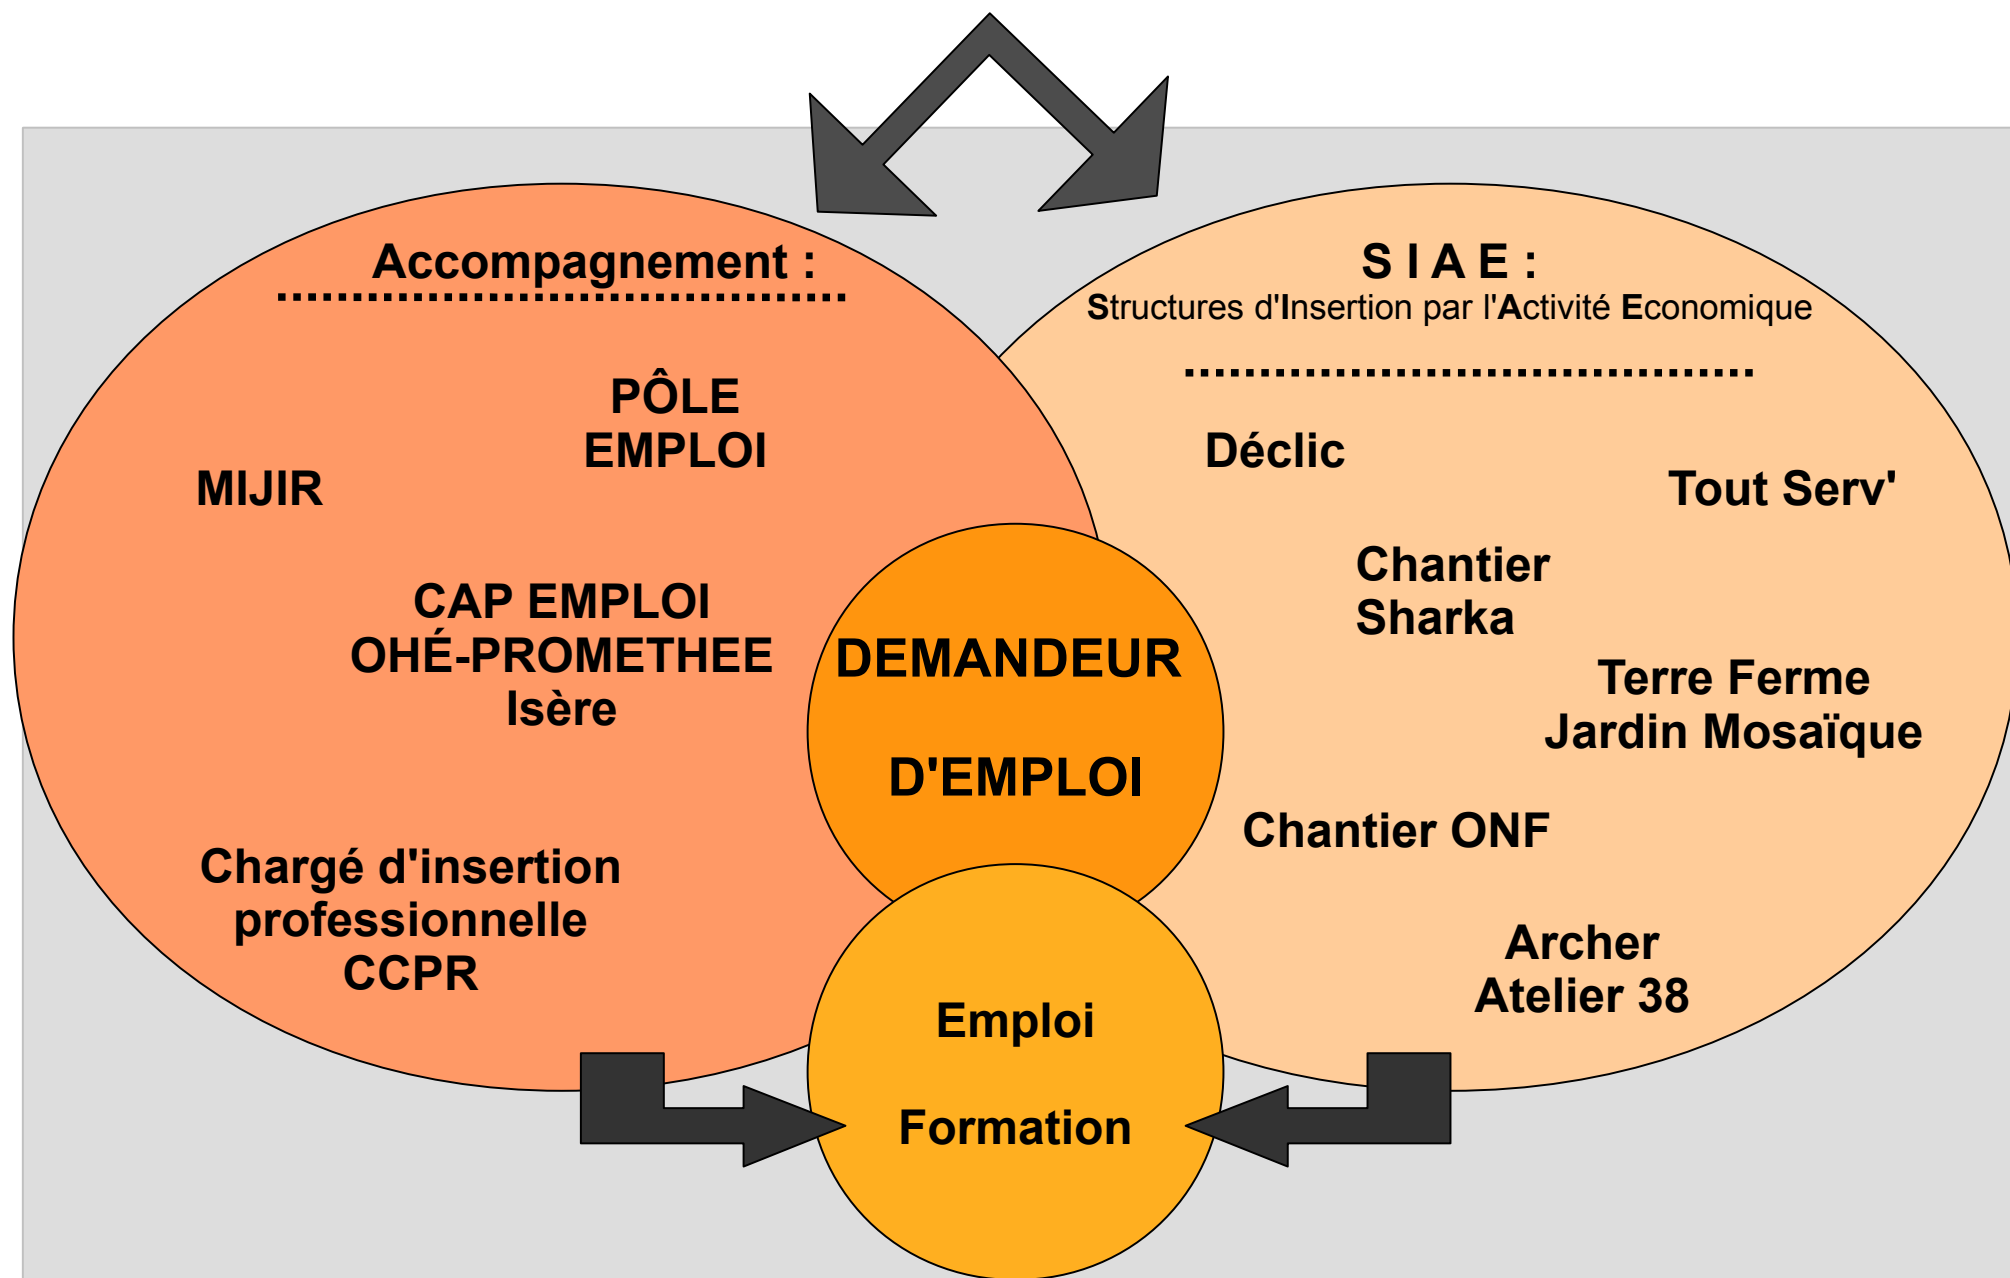 Accompagnement :
PÔLE
EMPLOI
MIJIR
CAP EMPLOI
OHÉ-PROMETHEE
Isère
Chargé d'insertion
professionnelle
CCPR
DEMANDEUR
D'EMPLOI
Emploi
Formation
S I A E :
Structures d'Insertion par l'Activité Economique
Déclic
Tout Serv'
Chantier
Sharka
Terre Ferme
Jardin Mosaïque
Chantier ONF
Archer
Atelier 38